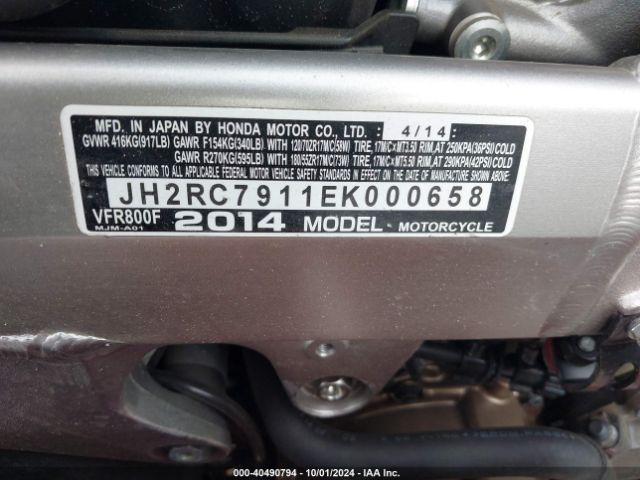 MFD. IN JAPAN BY HONDA MOTOR CO., LTD. : 4/14 :
GVWR 416KG(917LB) GAWR F154KG(340LB) WITH 120/70ZR17MC(58W) TIRE, 17M/C×MT3.50 RIM, AT 250KPA(36PSI)COLD
GAWR R270KG(595LB) WITH 180/55ZR17MC(73W) TIRE, 17M/C×MT5.50 RIM, AT 290KPA(42PSI)COLD
THIS VEHICLE CONFORMS TO ALL APPLICABLE FEDERAL MOTOR VEHICLE SAFETY STANDARDS IN EFFECT ON THE DATE OF MANUFACTURE SHOWN ABOVE.
JH2RC7911EK000658
VFR800F 2014 MODEL - MOTORCYCLE
MJM-A01
000-40490794 - 10/01/2024 - IAA Inc.